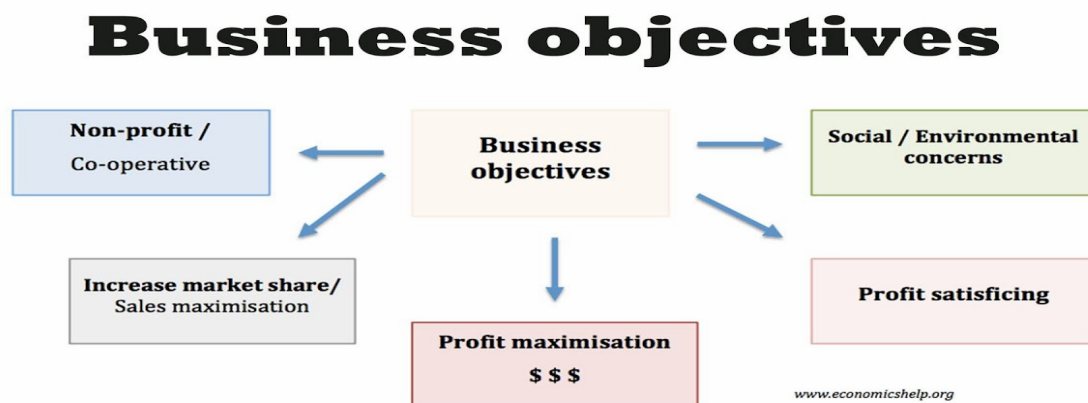 Business objectives
Non-profit /
Co-operative
Business
objectives
Social / Environmental
concerns
Increase market share/
Sales maximisation
Profit satisficing
Profit maximisation
$ $ $
www.economicshelp.org